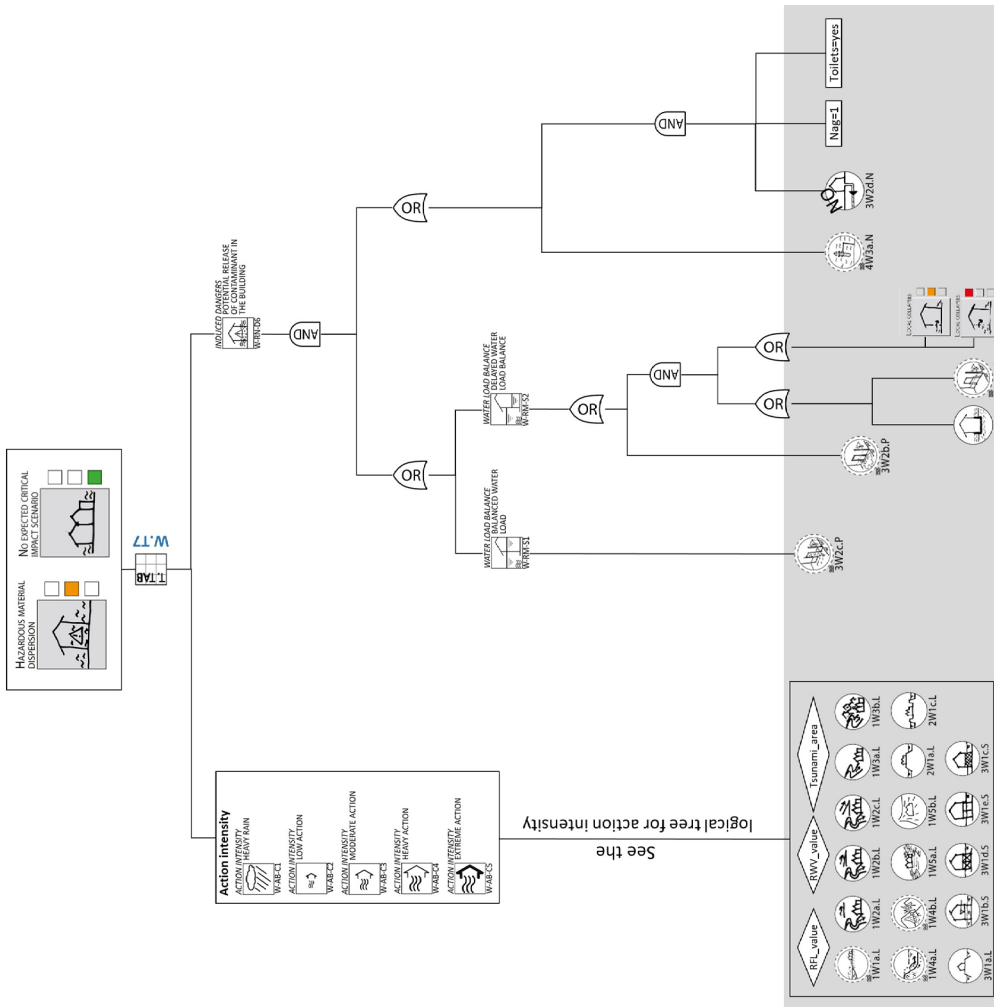 HAZARDOUS MATERIAL
DISPERSION
NO EXPECTED CRITICAL
IMPACT SCENARIO
T.TAB
W.T7
Action intensity
ACTION INTENSITY
HEAVY RAIN
W-AB-C1
ACTION INTENSITY
LOW ACTION
W-AB-C2
ACTION INTENSITY
MODERATE ACTION
W-AB-C3
ACTION INTENSITY
HEAVY ACTION
W-AB-C4
ACTION INTENSITY
EXTREME ACTION
W-AB-C5
See the
logical tree for action intensity
INDUCED DANGERS
POTENTIAL RELEASE
OF CONTAMINANT IN
THE BUILDING
W-RN-D6
AND
OR
OR
WATER LOAD BALANCE
BALANCED WATER
LOAD
W-RM-S1
WATER LOAD BALANCE
DELAYED WATER
LOAD BALANCE
W-RM-S2
OR
AND
OR
OR
AND
3W2c.P
3W2b.P
LOCAL COLLAPSES
LOCAL COLLAPSES
4W3a.N
NO
3W2d.N
Nag=1
Toilets=yes
RFL_value
RWV_value
Tsunami_area
1W1a.L
1W2a.L
1W2b.L
1W2c.L
1W3a.L
1W3b.L
1W4a.L
1W4b.L
1W5a.L
1W5b.L
2W1a.L
2W1c.L
3W1a.L
3W1b.S
3W1d.S
3W1e.S
3W1c.S